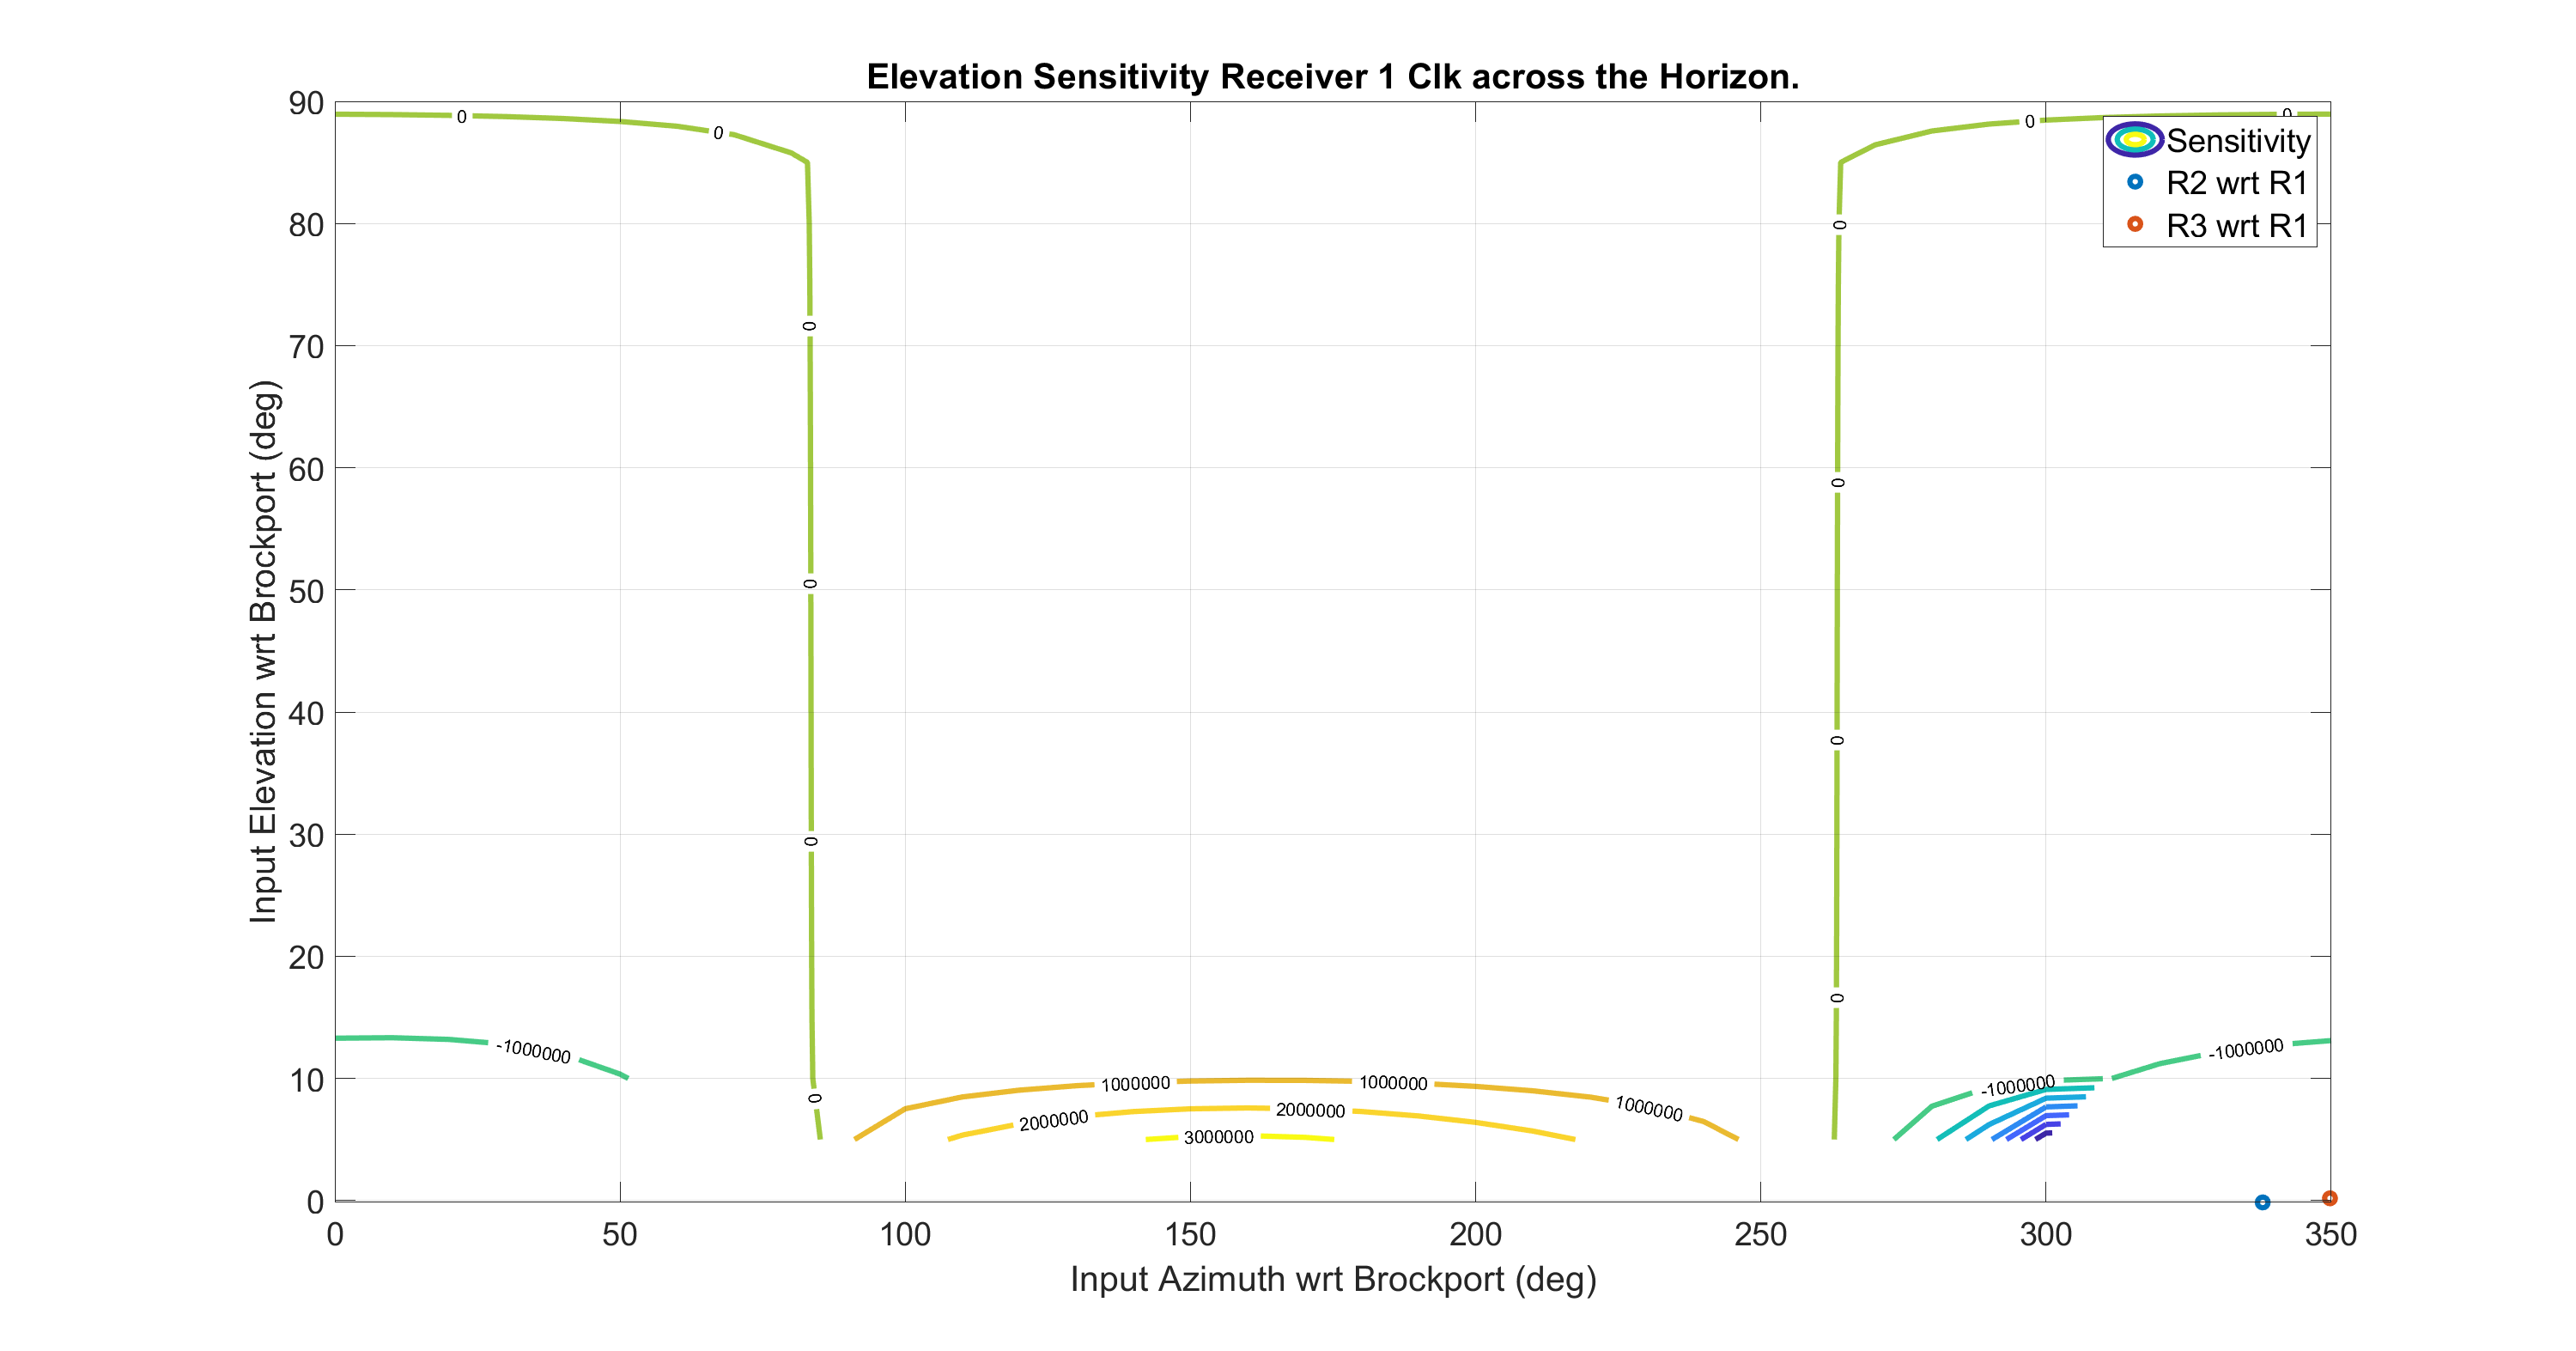 Elevation Sensitivity Receiver 1 Clk across the Horizon.
90
80
70
60
50
40
30
20
10
0
Input Elevation wrt Brockport (deg)
0 0 0 0
Sensitivity
R2 wrt R1
R3 wrt R1
0
0
0
0
0
0
0
0
0
-1000000
-1000000
-1000000
1000000 1000000 1000000
2000000 2000000
3000000
0 50 100 150 200 250 300 350
Input Azimuth wrt Brockport (deg)